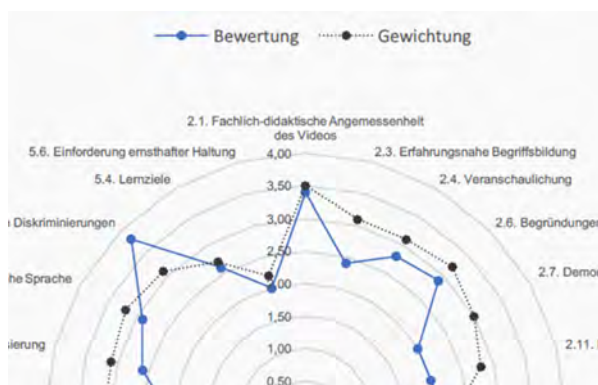 Bewertung Gewichtung
2.1. Fachlich-didaktische Angemessenheit
des Videos
5.6. Einforderung ernsthafter Haltung 4,00 2.3. Erfahrungsnahe Begriffsbildung
5.4. Lernziele 3,50 2.4. Veranschaulichung
3,00
n Diskriminierungen 2.6. Begründungen
2,50
he Sprache 2,00 2.7. Demo
1,50
sierung 1,00 2.11.
0,50